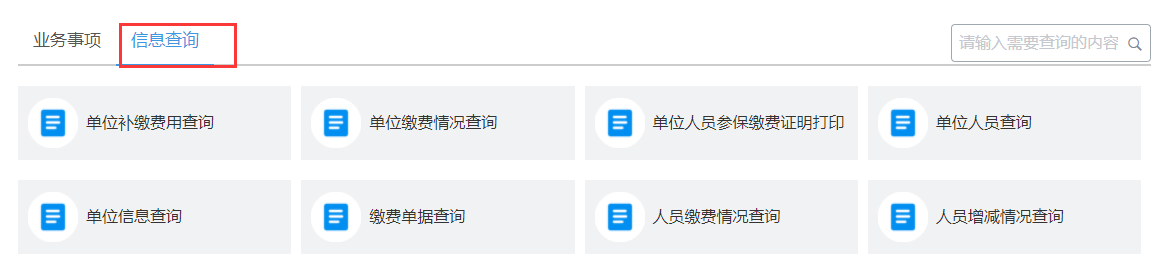 业务事项 信息查询 请输入需要查询的内容
单位补缴费用查询 单位缴费情况查询 单位人员参保缴费证明打印 单位人员查询
单位信息查询 缴费单据查询 人员缴费情况查询 人员增减情况查询